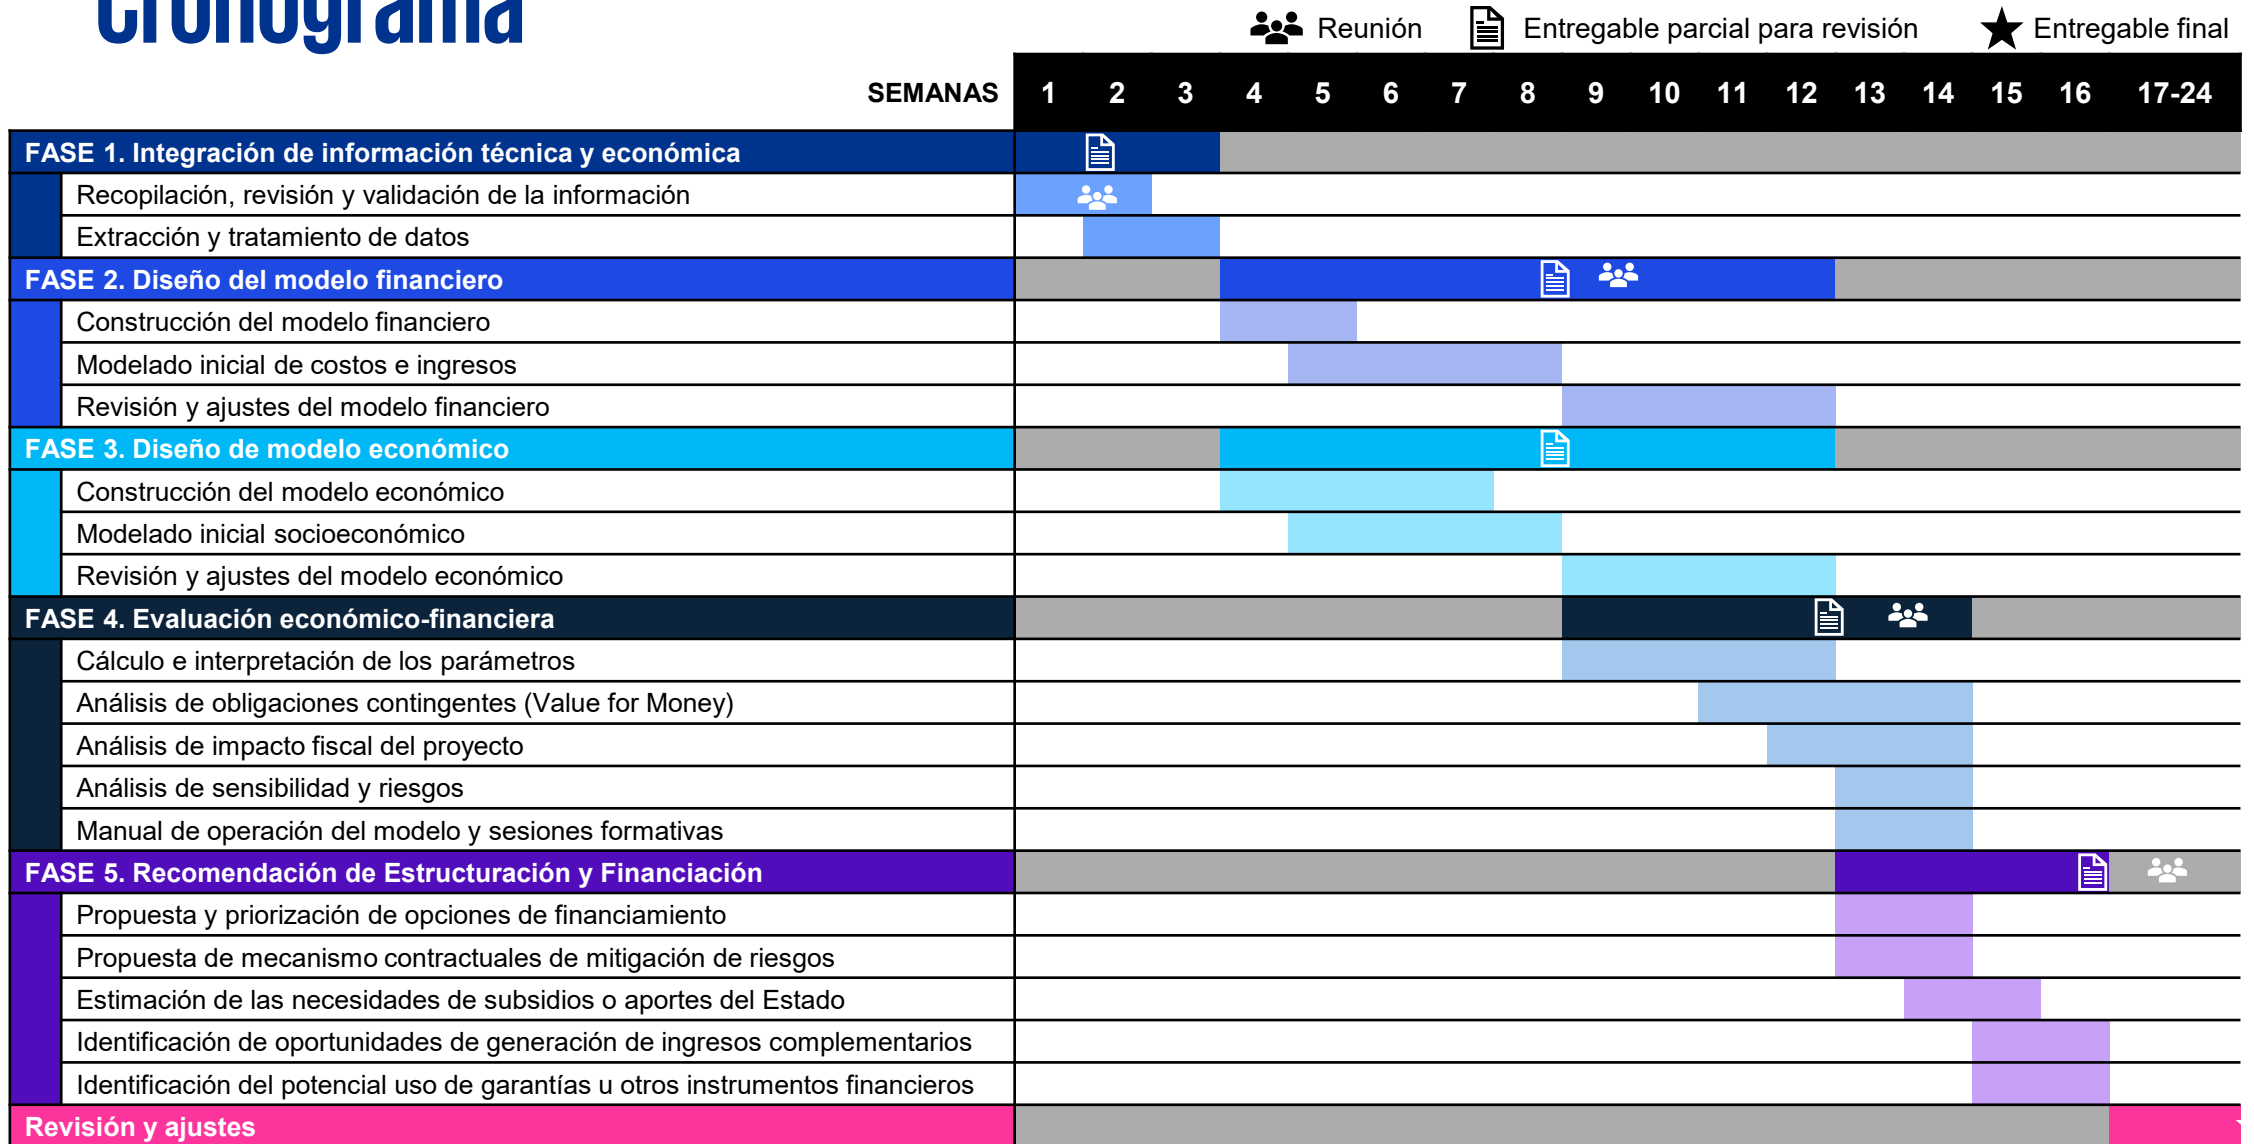 Cronograma
Reunión Entregable parcial para revisión Entregable final
SEMANAS 1 2 3 4 5 6 7 8 9 10 11 12 13 14 15 16 17-24
FASE 1. Integración de información técnica y económica
Recopilación, revisión y validación de la información
Extracción y tratamiento de datos
FASE 2. Diseño del modelo financiero
Construcción del modelo financiero
Modelado inicial de costos e ingresos
Revisión y ajustes del modelo financiero
FASE 3. Diseño de modelo económico
Construcción del modelo económico
Modelado inicial socioeconómico
Revisión y ajustes del modelo económico
FASE 4. Evaluación económico-financiera
Cálculo e interpretación de los parámetros
Análisis de obligaciones contingentes (Value for Money)
Análisis de impacto fiscal del proyecto
Análisis de sensibilidad y riesgos
Manual de operación del modelo y sesiones formativas
FASE 5. Recomendación de Estructuración y Financiación
Propuesta y priorización de opciones de financiamiento
Propuesta de mecanismo contractuales de mitigación de riesgos
Estimación de las necesidades de subsidios o aportes del Estado
Identificación de oportunidades de generación de ingresos complementarios
Identificación del potencial uso de garantías u otros instrumentos financieros
Revisión y ajustes